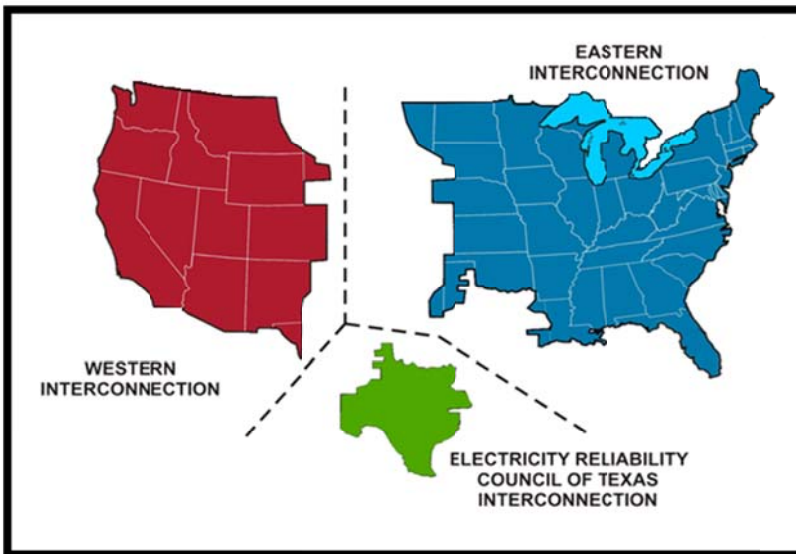 EASTERN
INTERCONNECTION
WESTERN
INTERCONNECTION
ELECTRICITY RELIABILITY
COUNCIL OF TEXAS
INTERCONNECTION